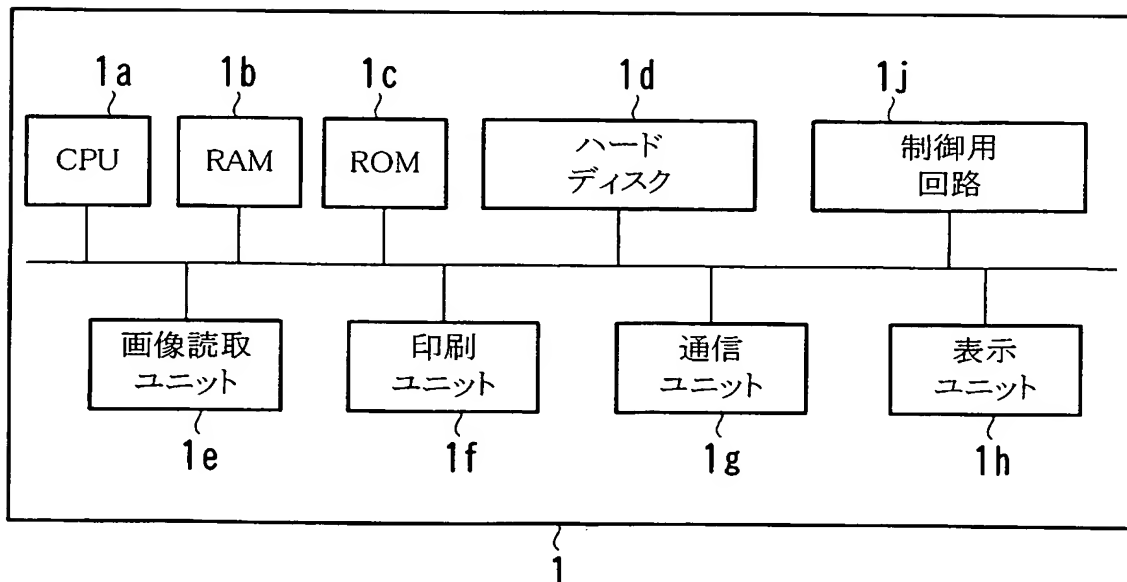 1a 1b 1c 1d 1j
CPU RAM ROM ハード 制御用
ディスク 回路
画像読取 印刷 通信 表示
ユニット ユニット ユニット ユニット
1e 1f 1g 1h
1